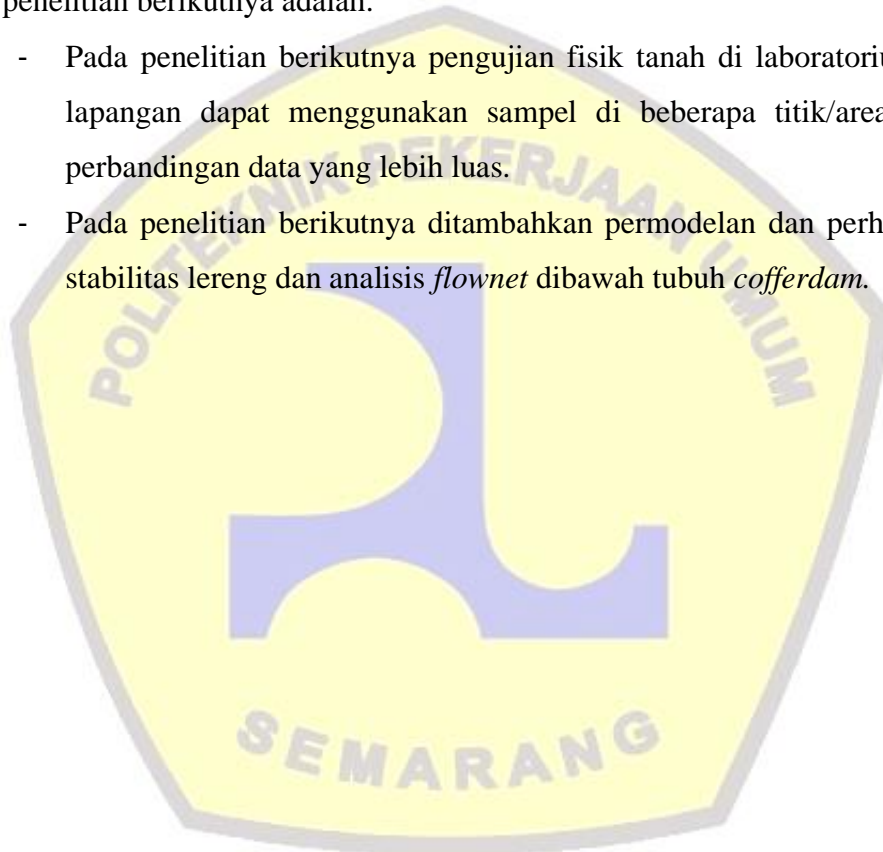 penelitian berikutnya adalah:
- Pada penelitian berikutnya pengujian fisik tanah di
lapangan dapat menggunakan sampel di beberapa titik/area
perbandingan data yang lebih luas.
- Pada penelitian berikutnya ditambahkan permodelan dan
stabilitas lereng dan analisis flownet dibawah tubuh cofferdam.
POLITEKNIK PEKERJAAN UMUM
SEMARANG